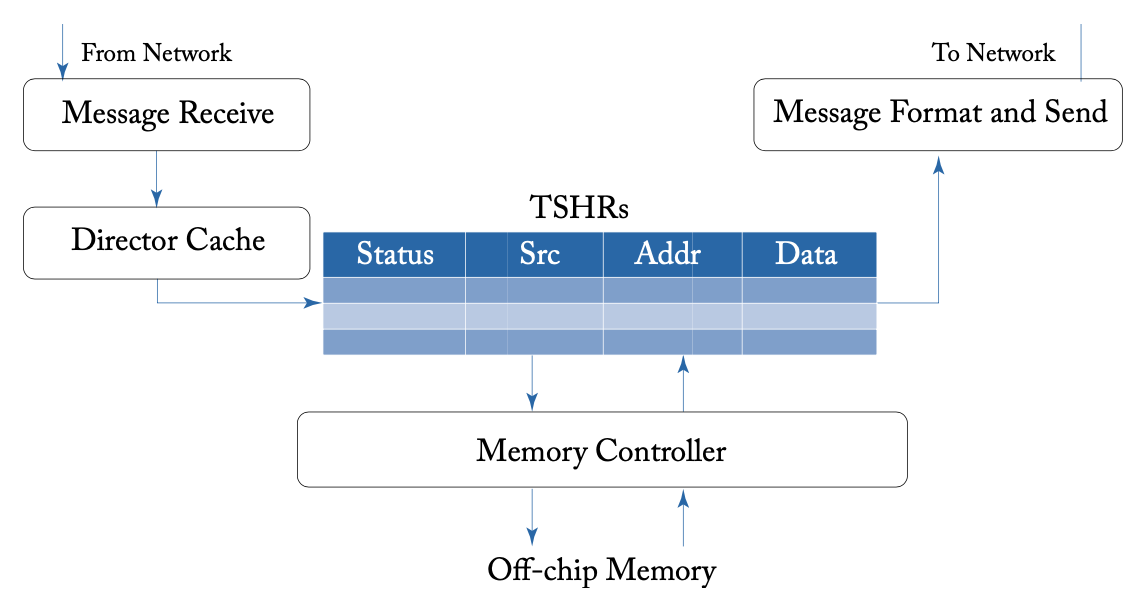 From Network
To Network
Message Receive
Message Format and Send
TSHRs
Director Cache
Status Src Addr Data
Memory Controller
Off-chip Memory